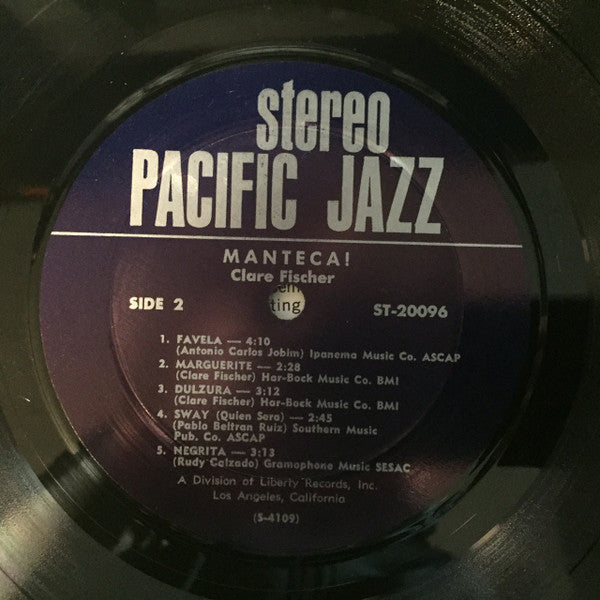 stereo
PACIFIC JAZZ
MANTECA!
Clare Fischer
SIDE 2
ting
ST-20096
1. FAVELA — 4:10
(Antonio Carlos Jobim) Ipanema Music Co. ASCAP
2. MARGUERITE — 2:28
(Clare Fischer) Har-Bock Music Co. BMI
3. DULZURA — 3:12
(Clare Fischer) Har-Bock Music Co. BMI
4. SWAY (Quien Sera) — 2:45
(Pablo Beltran Ruiz) Southern Music
Pub. Co. ASCAP
5. NEGRITA — 3:13
(Rudy Calzado) Gramophone Music SESAC
A Division of Liberty Records, Inc.
Los Angeles, California
(S-4109)